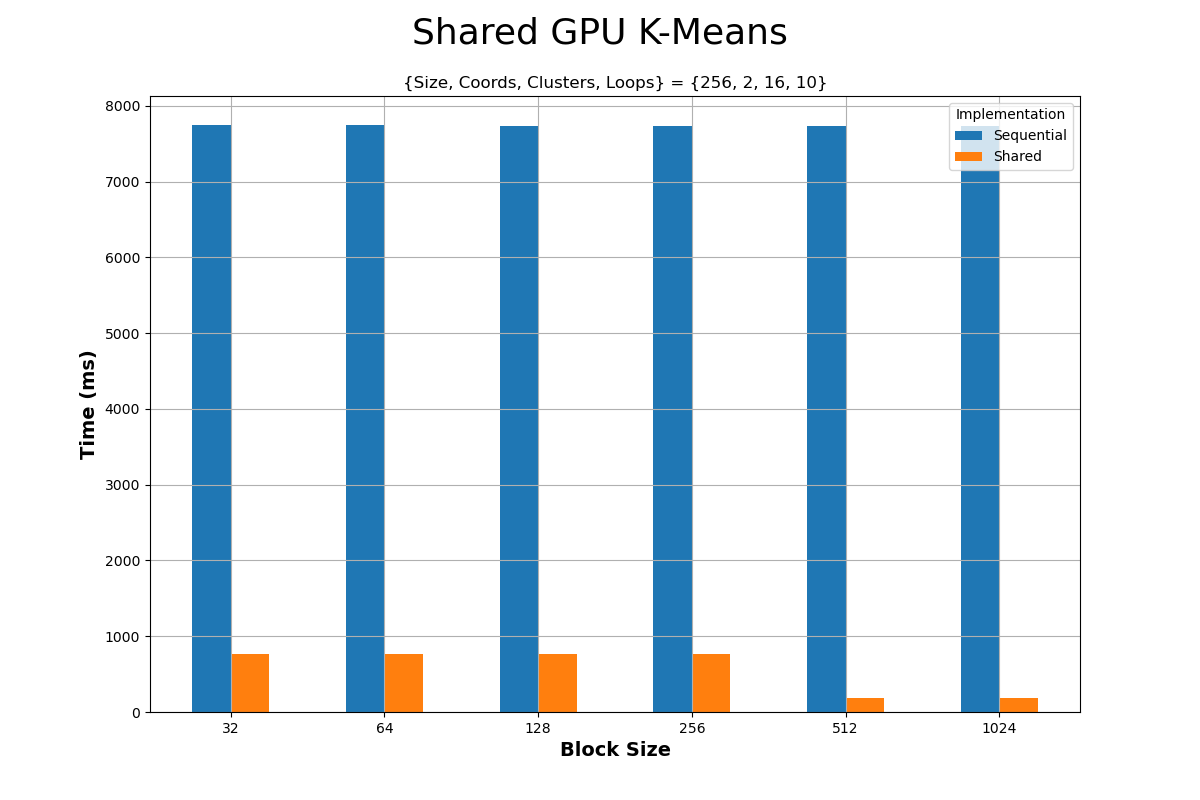 Shared GPU K-Means
{Size, Coords, Clusters, Loops} = {256, 2, 16, 10}
Implementation
Sequential
Shared
Time (ms)
8000
7000
6000
5000
4000
3000
2000
1000
0
32 64 128 256 512 1024
Block Size